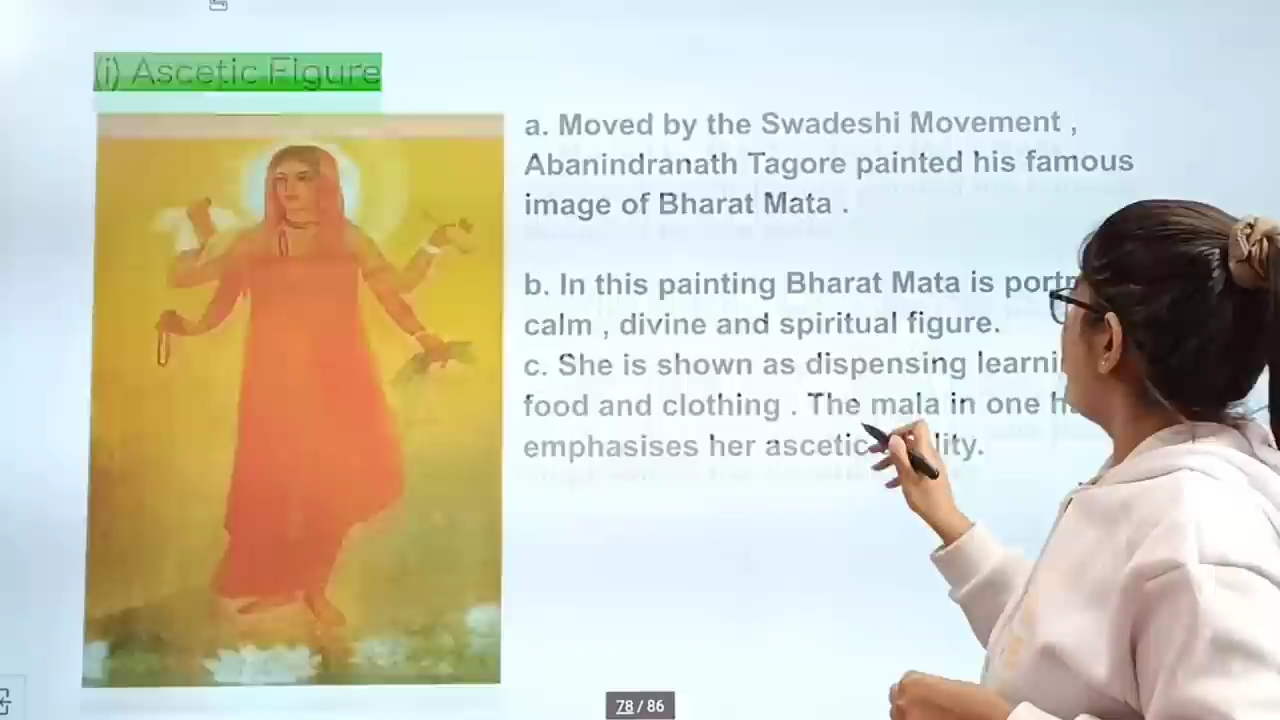 (i) Ascetic Figure
a. Moved by the Swadeshi Movement ,
Abanindranath Tagore painted his famous
image of Bharat Mata .
b. In this painting Bharat Mata is
calm , divine and spiritual figure.
c. She is shown as dispensing
food and clothing . The mala in one
emphasises her ascetic
78 / 86